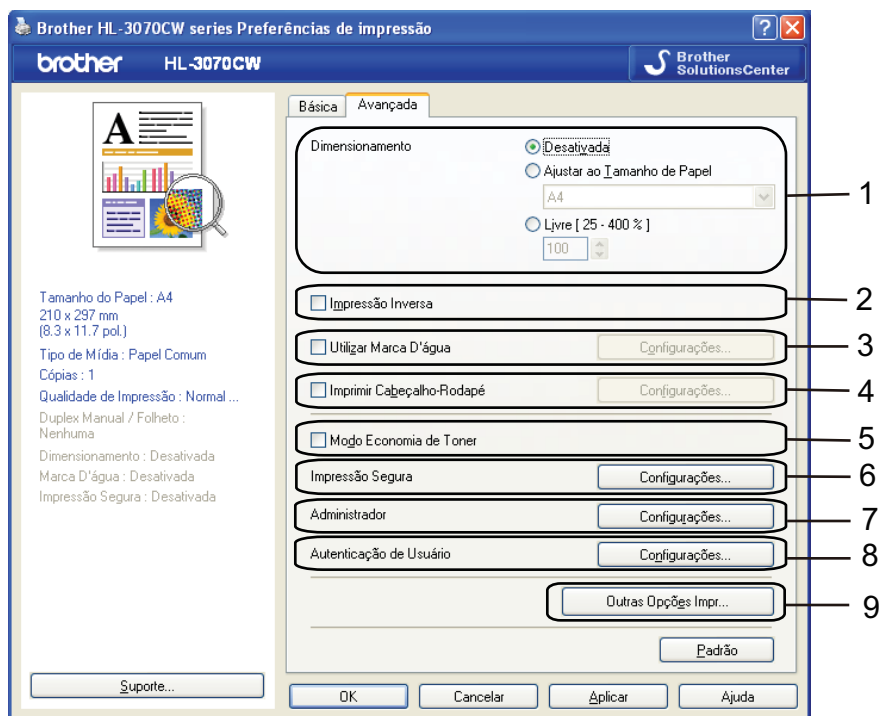 Brother HL-3070CW series Preferências de impressão
brother HL-3070CW
Brother
SolutionsCenter
Básica
Avançada
A
Tamanho do Papel : A4
210 x 297 mm
(8.3 x 11.7 pol.)
Tipo de Mídia : Papel Comum
Cópias : 1
Qualidade de Impressão : Normal ...
Duplex Manual / Folheto :
Nenhuma
Dimensionamento : Desativada
Marca D'água : Desativada
Impressão Segura : Desativada
Suporte...
Dimensionamento
Desativada
Ajustar ao Tamanho de Papel
A4
Livre [ 25 - 400 % ]
100
1
Impressão Inversa
2
Utilizar Marca D'água
Configurações...
3
Imprimir Cabeçalho-Rodapé
Configurações...
4
Modo Economia de Toner
5
Impressão Segura
Configurações...
6
Administrador
Configurações...
7
Autenticação de Usuário
Configurações...
8
Outras Opções Impr...
9
Padrão
OK
Cancelar
Aplicar
Ajuda